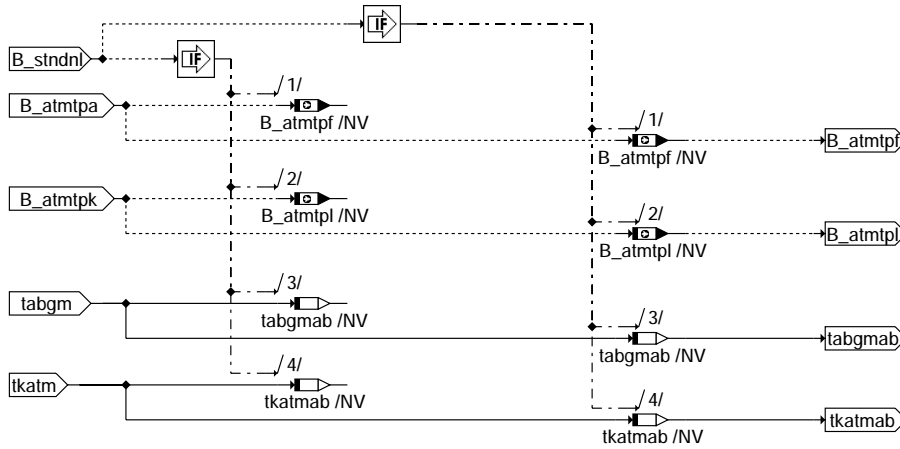 IF
B_stndnl
IF
1/
B_atmtpa
B_atmtpf /NV
1/
B_atmtpf /NV
B_atmtpf
2/
B_atmtpk
B_atmtpl /NV
2/
B_atmtpl /NV
B_atmtpl
3/
tabgm
tabgmab /NV
3/
tabgmab /NV
tabgmab
4/
tkatm
tkatmab /NV
4/
tkatmab /NV
tkatmab